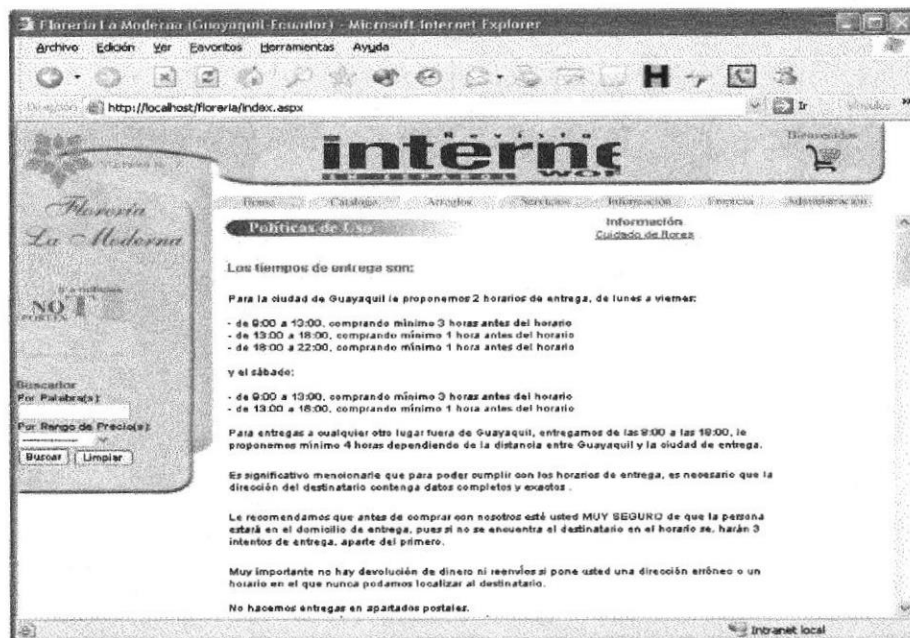 Florería La Moderna (Guayaquil-Ecuador) - Microsoft Internet Explorer
Archivo Edición Ver Favoritos Herramientas Ayuda
Dirección http://localhost/floreria/index.aspx Ir Vínculos »
Revista
interne
WOR
Bienvenidos
Florería
La Moderna
Home Catálogo Arreglos Servicios Información Empresa Administración
Políticas de Uso
Información
Cuidado de flores
Los tiempos de entrega son:
Para la ciudad de Guayaquil le proponemos 2 horarios de entrega, de lunes a viernes:
- de 9:00 a 13:00, comprando mínimo 3 horas antes del horario
- de 13:00 a 18:00, comprando mínimo 1 hora antes del horario
- de 18:00 a 22:00, comprando mínimo 1 hora antes del horario
y el sábado:
- de 9:00 a 13:00, comprando mínimo 3 horas antes del horario
- de 13:00 a 18:00, comprando mínimo 1 hora antes del horario
Para entregas a cualquier otro lugar fuera de Guayaquil, entregamos de las 9:00 a las 18:00, le
proponemos mínimo 4 horas dependiendo de la distancia entre Guayaquil y la ciudad de entrega.
Es significativo mencionarle que para poder cumplir con los horarios de entrega, es necesario que la
dirección del destinatario contenga datos completos y exactos .
Le recomendamos que antes de comprar con nosotros esté usted MUY SEGURO de que la persona
estará en el domicilio de entrega, pues si no se encuentra el destinatario en el horario se, harán 3
intentos de entrega, aparte del primero.
Muy importante no hay devolución de dinero ni reenvíos si pone usted una dirección erróneo o un
horario en el que nunca podamos localizar al destinatario.
No hacemos entregas en apartados postales.
NO
Buscador
Por Palabra(s):
Por Rango de Precio(s):
Buscar Limpiar
Intranet local